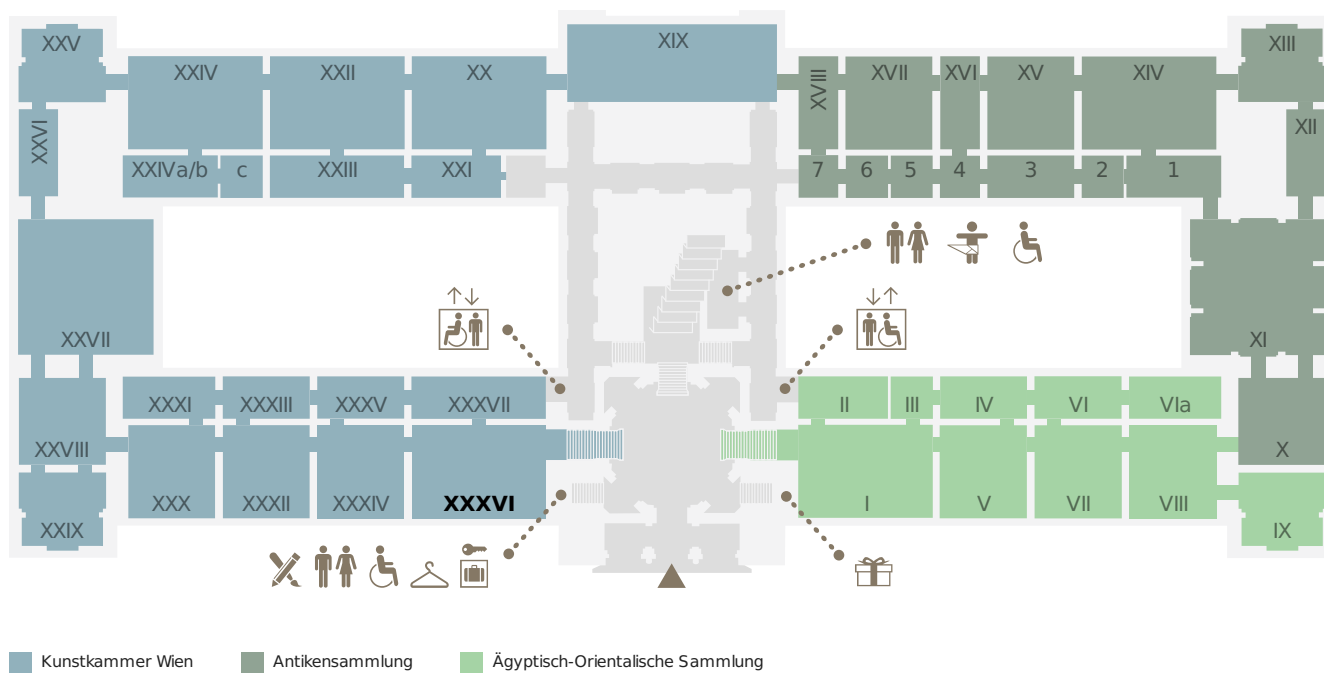 XXV
XXIV
XXII
XX
XIX
XVIII
XVII
XVI
XV
XIV
XIII
XXVI
XII
XXIVa/b
c
XXIII
XXI
7
6
5
4
3
2
1
XXVII
XI
XXXI
XXXIII
XXXV
XXXVII
II
III
IV
VI
VIa
XXVIII
X
XXX
XXXII
XXXIV
XXXVI
I
V
VII
VIII
XXIX
IX
Kunstkammer Wien
Antikensammlung
Ägyptisch-Orientalische Sammlung